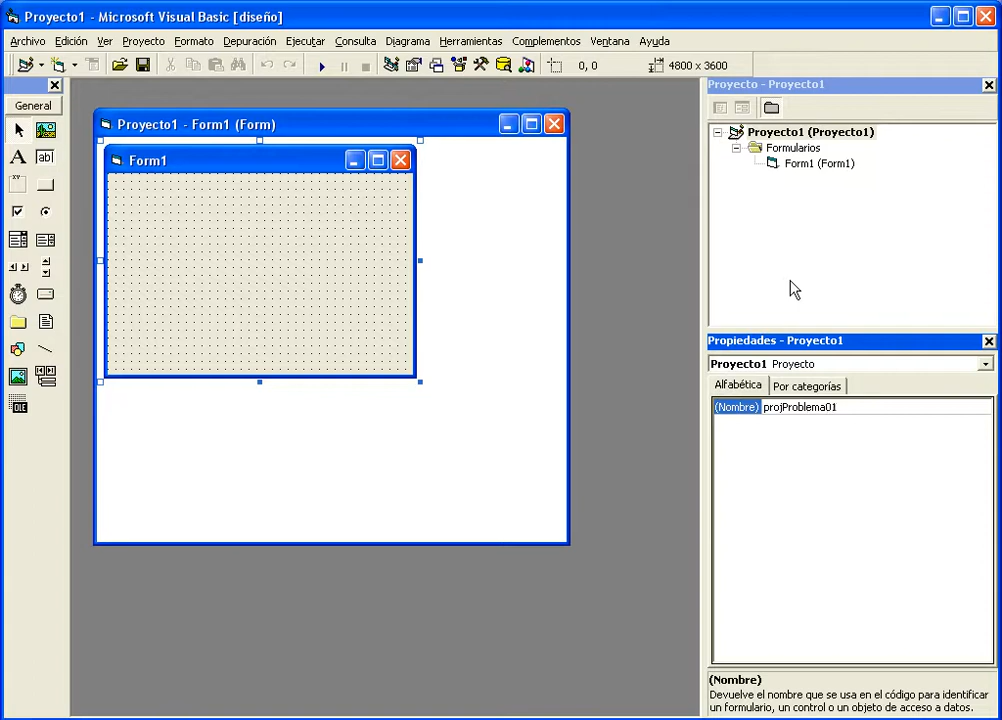 Proyecto1 - Microsoft Visual Basic [diseño]
Archivo Edición Ver Proyecto Formato Depuración Ejecutar Consulta Diagrama Herramientas Complementos Ventana Ayuda
0, 0 4800 x 3600
General
A ab|
XY
OLE
Proyecto1 - Form1 (Form)
Form1
Proyecto - Proyecto1
Proyecto1 (Proyecto1)
Formularios
Form1 (Form1)
Propiedades - Proyecto1
Proyecto1 Proyecto
Alfabética Por categorías
(Nombre) projProblema01
(Nombre)
Devuelve el nombre que se usa en el código para identificar
un formulario, un control o un objeto de acceso a datos.